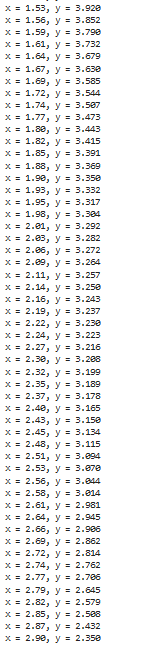 x = 1.53, y = 3.920
x = 1.56, y = 3.852
x = 1.59, y = 3.790
x = 1.61, y = 3.732
x = 1.64, y = 3.679
x = 1.67, y = 3.630
x = 1.69, y = 3.585
x = 1.72, y = 3.544
x = 1.74, y = 3.507
x = 1.77, y = 3.473
x = 1.80, y = 3.443
x = 1.82, y = 3.415
x = 1.85, y = 3.391
x = 1.88, y = 3.369
x = 1.90, y = 3.350
x = 1.93, y = 3.332
x = 1.95, y = 3.317
x = 1.98, y = 3.304
x = 2.01, y = 3.292
x = 2.03, y = 3.282
x = 2.06, y = 3.272
x = 2.09, y = 3.264
x = 2.11, y = 3.257
x = 2.14, y = 3.250
x = 2.16, y = 3.243
x = 2.19, y = 3.237
x = 2.22, y = 3.230
x = 2.24, y = 3.223
x = 2.27, y = 3.216
x = 2.30, y = 3.208
x = 2.32, y = 3.199
x = 2.35, y = 3.189
x = 2.37, y = 3.178
x = 2.40, y = 3.165
x = 2.43, y = 3.150
x = 2.45, y = 3.134
x = 2.48, y = 3.115
x = 2.51, y = 3.094
x = 2.53, y = 3.070
x = 2.56, y = 3.044
x = 2.58, y = 3.014
x = 2.61, y = 2.981
x = 2.64, y = 2.945
x = 2.66, y = 2.906
x = 2.69, y = 2.862
x = 2.72, y = 2.814
x = 2.74, y = 2.762
x = 2.77, y = 2.706
x = 2.79, y = 2.645
x = 2.82, y = 2.579
x = 2.85, y = 2.508
x = 2.87, y = 2.432
x = 2.90, y = 2.350